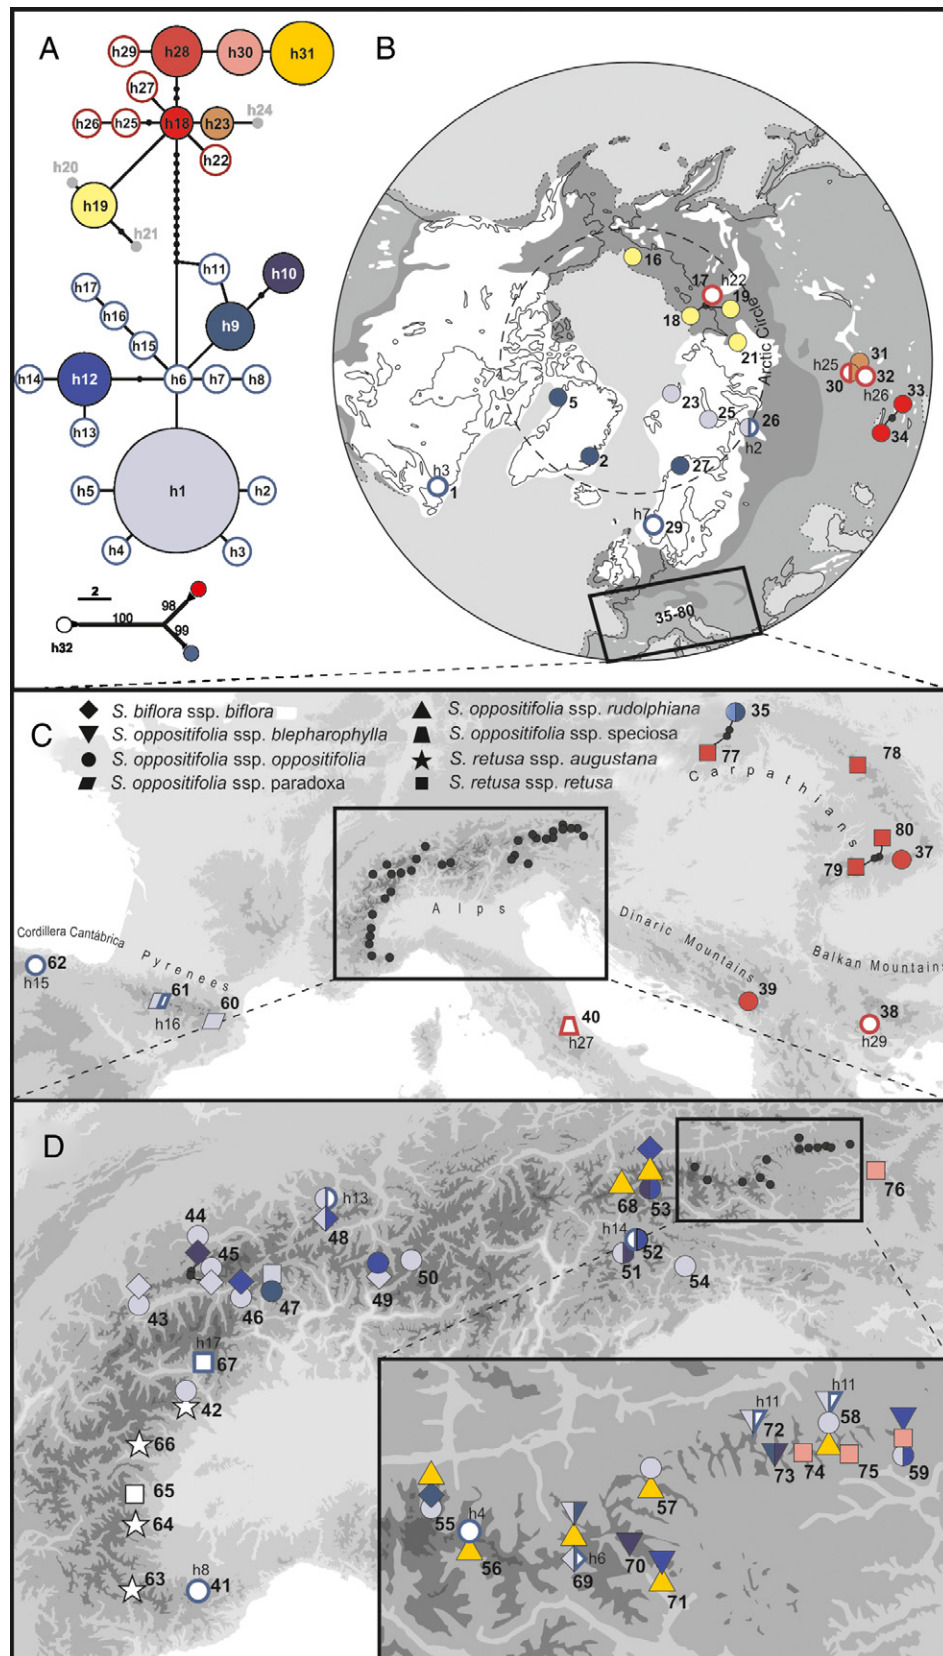 A
h29
h28
h30
h31
h27
h26
h25
h18
h23
h24
h22
h20
h19
h21
h11
h10
h17
h16
h15
h9
h14
h12
h6
h7
h8
h13
h1
h5
h2
h4
h3
2
98
100
99
h32
B
16
17
h22
19
18
21
Arctic Circle
h25
31
30
32
h26
33
34
5
23
25
26
h2
2
27
h3
1
h7
29
35-80
C
S. biflora ssp. biflora
S. oppositifolia ssp. blepharophylla
S. oppositifolia ssp. oppositifolia
S. oppositifolia ssp. paradoxa
S. oppositifolia ssp. rudolphiana
S. oppositifolia ssp. speciosa
S. retusa ssp. augustana
S. retusa ssp. retusa
35
77
78
Carpathians
80
79
37
Alps
Dinaric Mountains
Balkan Mountains
Cordillera Cantábrica
Pyrenees
62
h15
61
60
h16
40
h27
39
38
h29
D
44
45
43
46
47
h13
48
49
50
68
53
h14
52
51
54
76
h17
67
42
66
65
64
63
h8
41
h11
72
h11
58
73
74
75
59
55
h4
56
57
h6
69
70
71